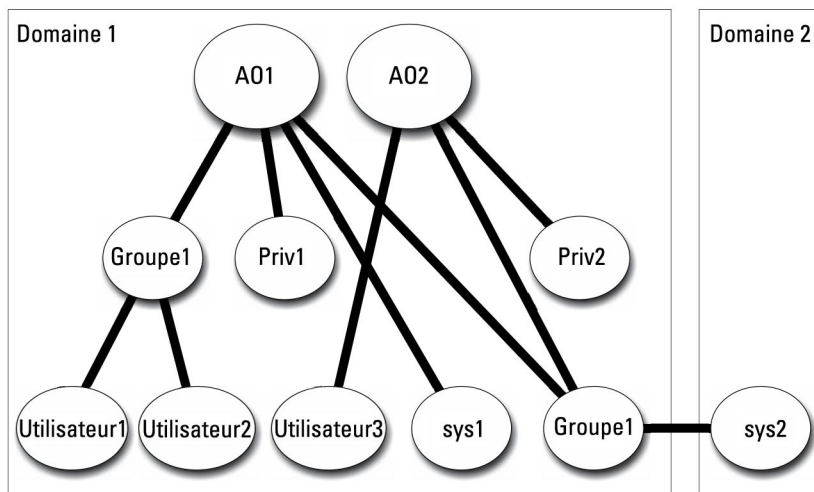 Domaine 1
Domaine 2
AO1
AO2
Groupe1
Priv1
Priv2
Utilisateur1
Utilisateur2
Utilisateur3
sys1
Groupe1
sys2